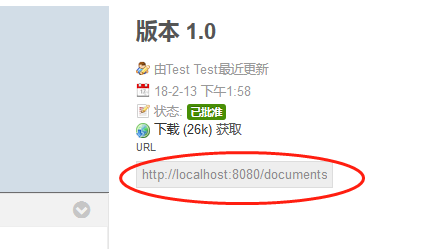 版本 1.0
由Test Test最近更新
18-2-13 下午1:58
状态: 已批准
下载 (26k) 获取
URL
http://localhost:8080/documents